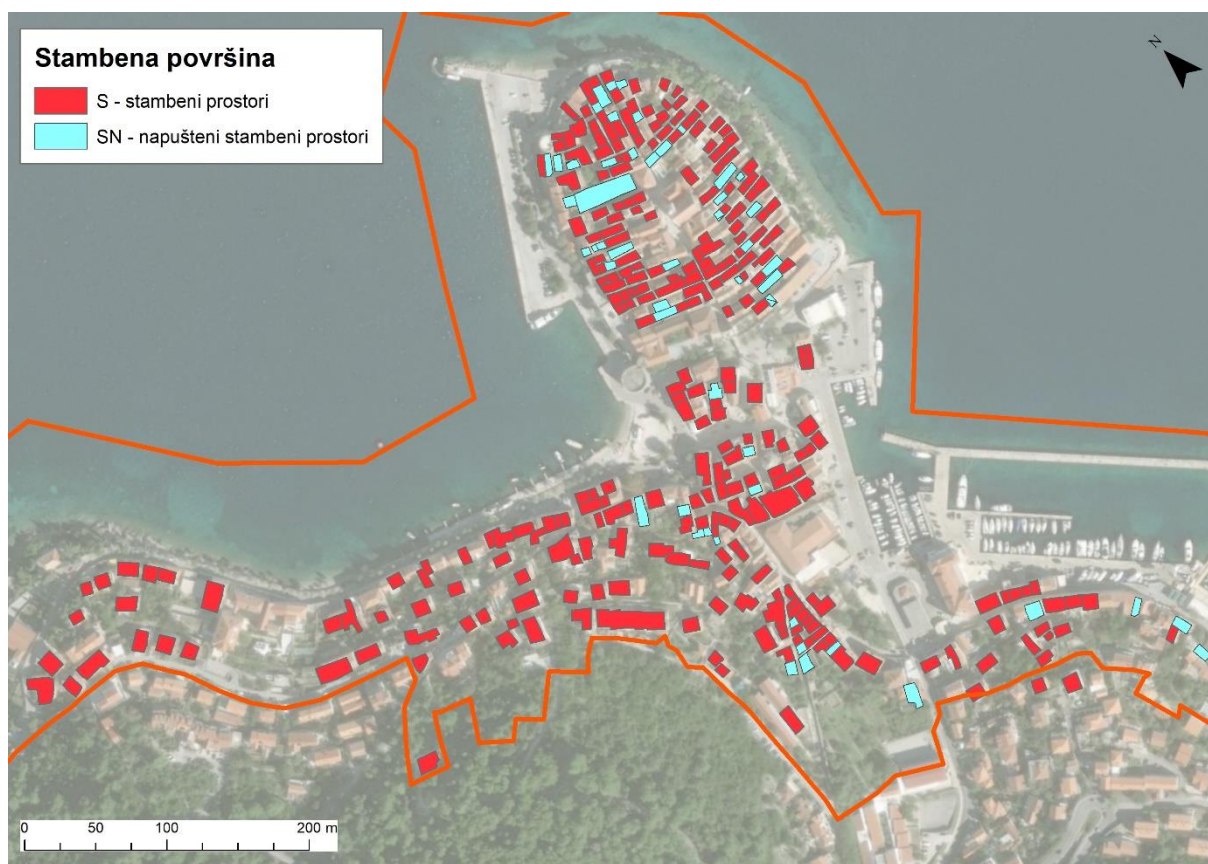 Stambena površina
S - stambeni prostori
SN - napušteni stambeni prostori
N
0 50 100 200 m